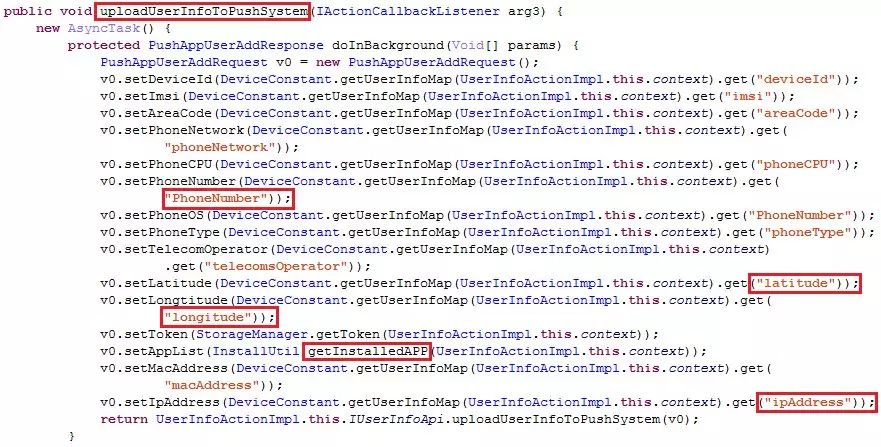 public void uploadUserInfoToPushSystem(IActionCallbackListener arg3) {
new AsyncTask() {
protected PushAppUserAddResponse doInBackground(Void[] params) {
PushAppUserAddRequest v0 = new PushAppUserAddRequest();
v0.setDeviceId(DeviceConstant.getUserInfoMap(UserInfoActionImpl.this.context).get("deviceId"));
v0.setImsi(DeviceConstant.getUserInfoMap(UserInfoActionImpl.this.context).get("imsi"));
v0.setAreaCode(DeviceConstant.getUserInfoMap(UserInfoActionImpl.this.context).get("areaCode"));
v0.setPhoneNetwork(DeviceConstant.getUserInfoMap(UserInfoActionImpl.this.context).get(
"phoneNetwork"));
v0.setPhoneCPU(DeviceConstant.getUserInfoMap(UserInfoActionImpl.this.context).get("phoneCPU"));
v0.setPhoneNumber(DeviceConstant.getUserInfoMap(UserInfoActionImpl.this.context).get(
"PhoneNumber"));
v0.setPhoneOS(DeviceConstant.getUserInfoMap(UserInfoActionImpl.this.context).get("PhoneNumber"));
v0.setPhoneType(DeviceConstant.getUserInfoMap(UserInfoActionImpl.this.context).get("phoneType"));
v0.setTelecomOperator(DeviceConstant.getUserInfoMap(UserInfoActionImpl.this.context)
.get("telecomsOperator"));
v0.setLatitude(DeviceConstant.getUserInfoMap(UserInfoActionImpl.this.context).get("latitude"));
v0.setLongtitude(DeviceConstant.getUserInfoMap(UserInfoActionImpl.this.context).get(
"longitude"));
v0.setToken(StorageManager.getToken(UserInfoActionImpl.this.context));
v0.setAppList(InstallUtil.getInstalledAPP(UserInfoActionImpl.this.context));
v0.setMacAddress(DeviceConstant.getUserInfoMap(UserInfoActionImpl.this.context).get(
"macAddress"));
v0.setIpAddress(DeviceConstant.getUserInfoMap(UserInfoActionImpl.this.context).get("ipAddress"));
return UserInfoActionImpl.this.IUserInfoApi.uploadUserInfoToPushSystem(v0);
}